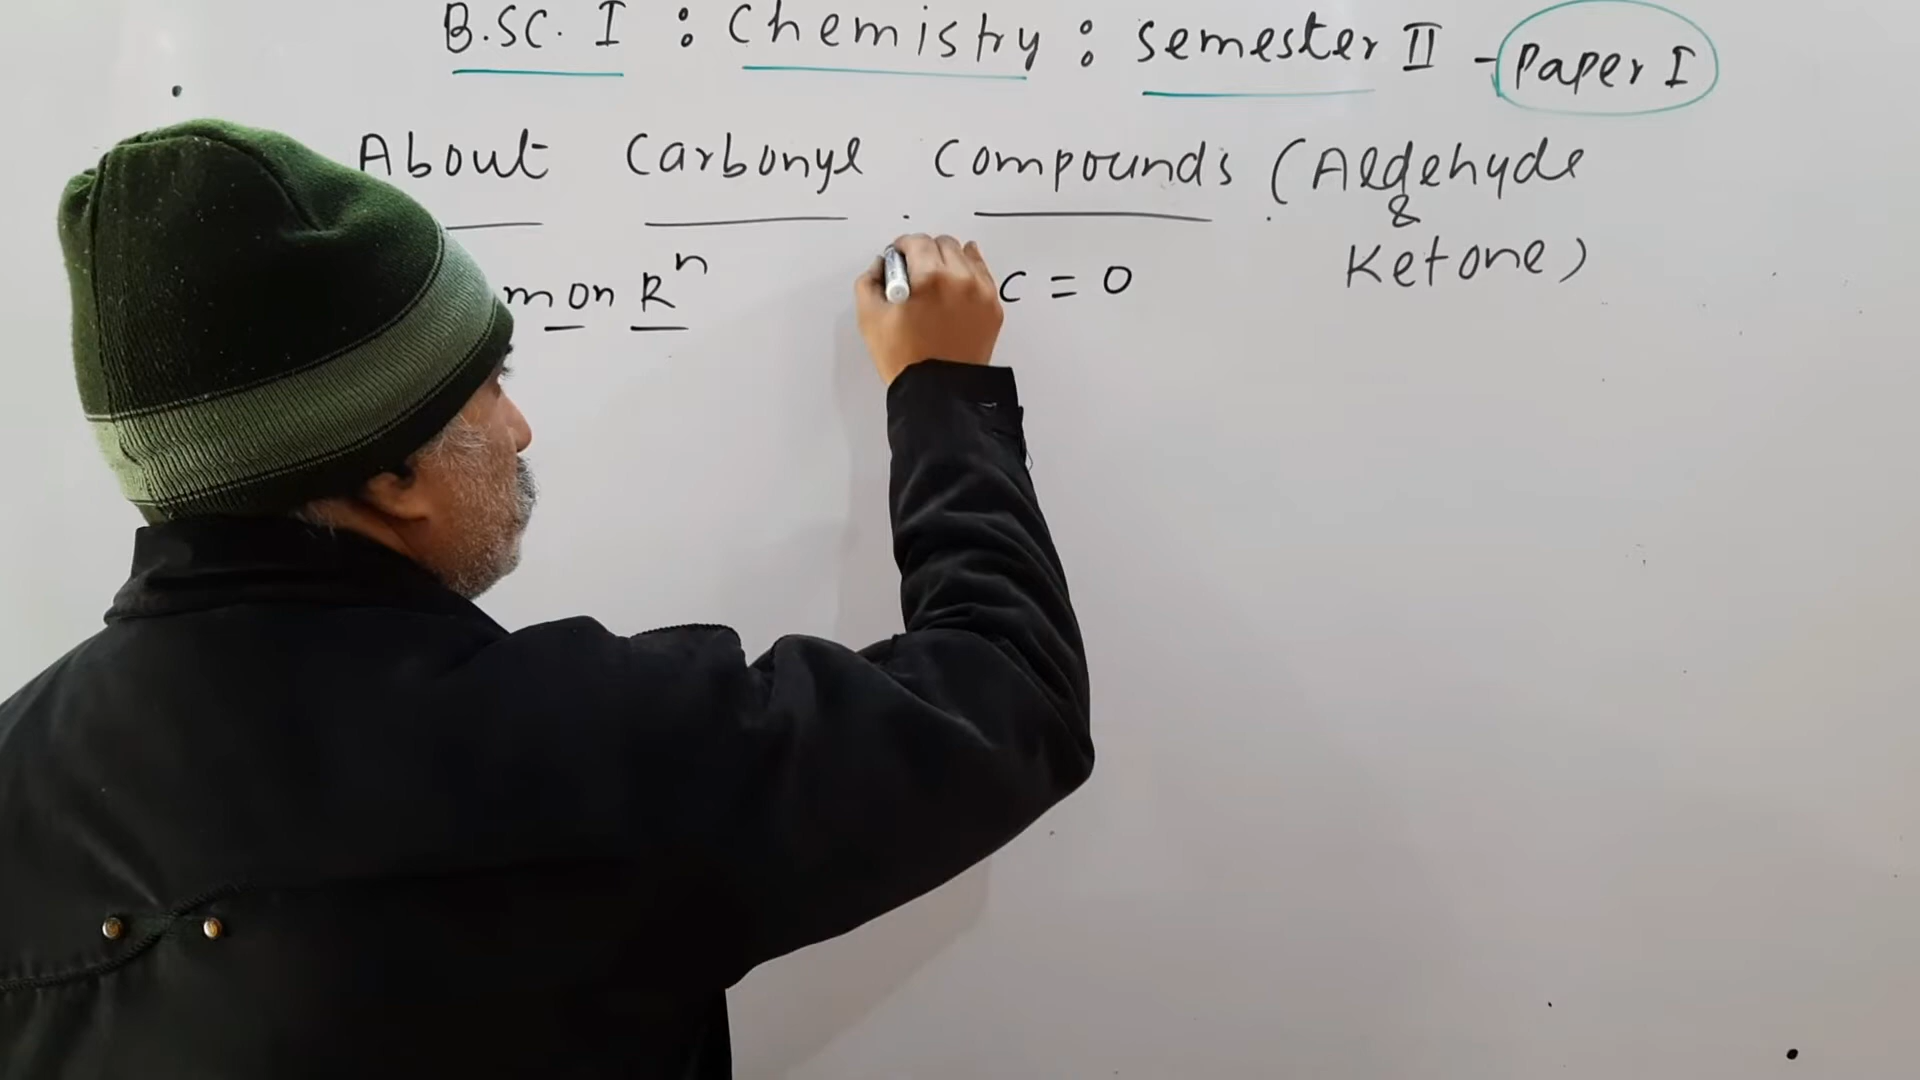 B.SC. I : Chemistry : Semester II - Paper I
About Carbonyl Compounds (Aldehyde
&
Ketone)
mon Rⁿ C = O